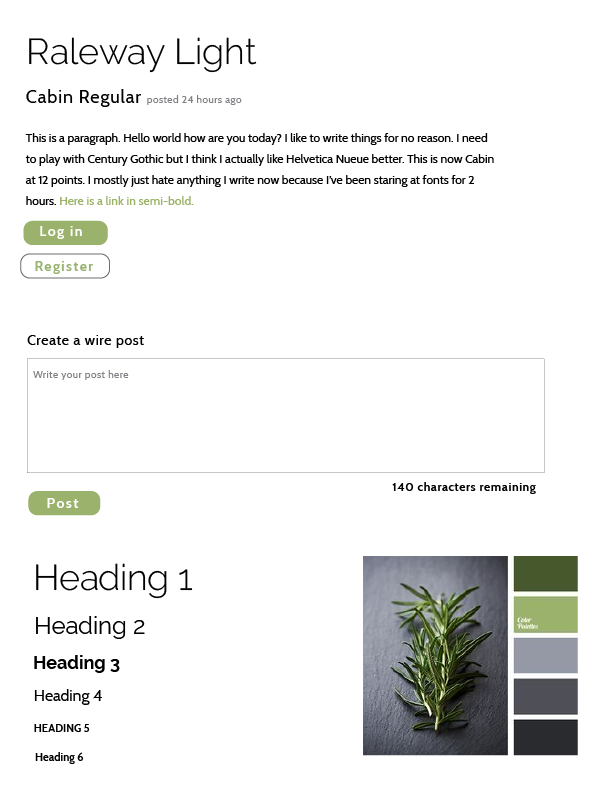 Raleway Light
Cabin Regular posted 24 hours ago
This is a paragraph. Hello world how are you today? I like to write things for no reason. I need
to play with Century Gothic but I think I actually like Helvetica Nueue better. This is now Cabin
at 12 points. I mostly just hate anything I write now because I've been staring at fonts for 2
hours. Here is a link in semi-bold.
Log in
Register
Create a wire post
Write your post here
140 characters remaining
Post
Heading 1
Heading 2
Heading 3
Heading 4
HEADING 5
Heading 6
Color
Palettes